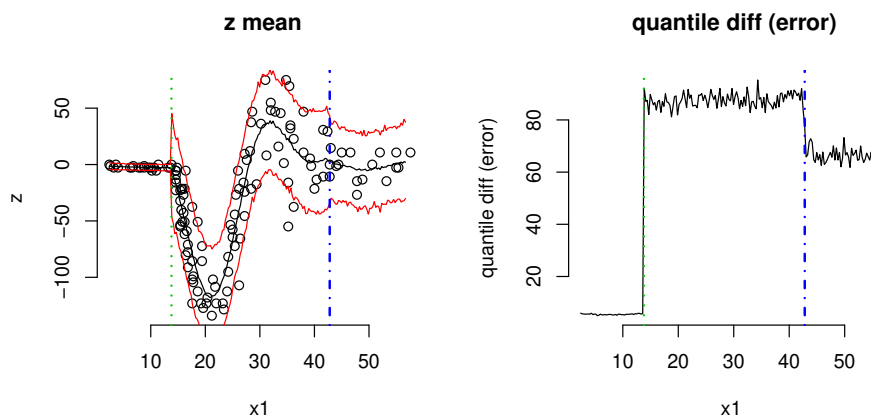 z mean
50
0
−50
−100
z
10 20 30 40 50
x1
quantile diff (error)
80
60
40
20
quantile diff (error)
10 20 30 40 50
x1